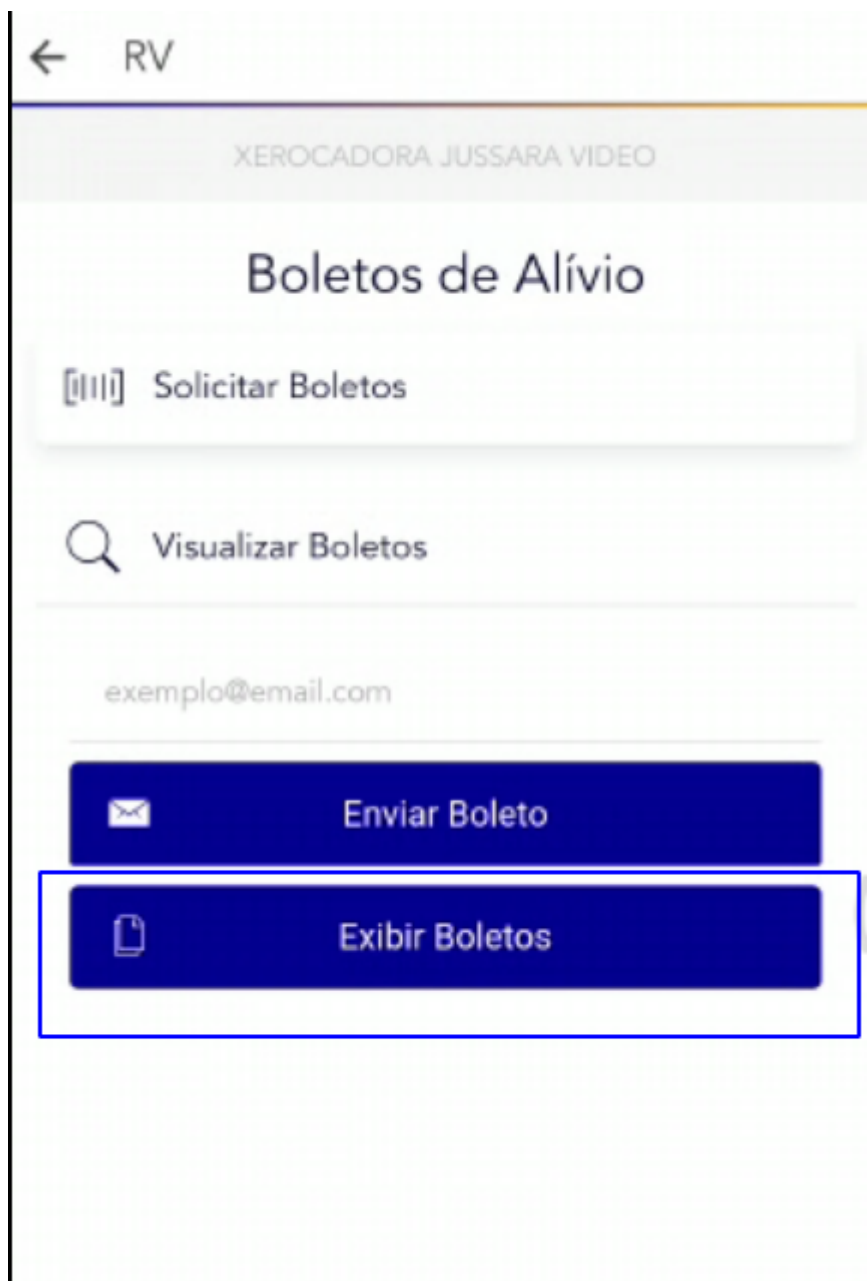 RV
XEROCADORA JUSSARA VIDEO
Boletos de Alívio
Solicitar Boletos
Visualizar Boletos
exemplo@email.com
Enviar Boleto
Exibir Boletos